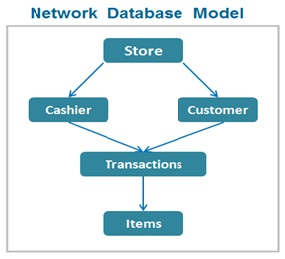 Network Database Model
Store
Cashier
Customer
Transactions
Items